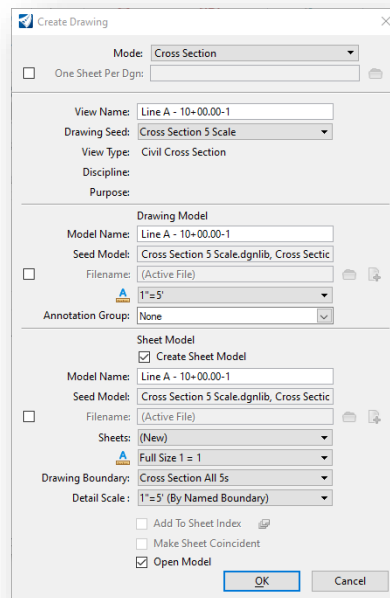 Create Drawing
Mode: Cross Section
One Sheet Per Dgn:
View Name: Line A - 10+00.00-1
Drawing Seed: Cross Section 5 Scale
View Type: Civil Cross Section
Discipline:
Purpose:
Drawing Model
Model Name: Line A - 10+00.00-1
Seed Model: Cross Section 5 Scale.dgnlib, Cross Sectic
Filename: (Active File)
A 1"=5'
Annotation Group: None
Sheet Model
Create Sheet Model
Model Name: Line A - 10+00.00-1
Seed Model: Cross Section 5 Scale.dgnlib, Cross Sectic
Filename: (Active File)
Sheets: (New)
A Full Size 1 = 1
Drawing Boundary: Cross Section All 5s
Detail Scale : 1"=5' (By Named Boundary)
Add To Sheet Index
Make Sheet Coincident
Open Model
OK Cancel